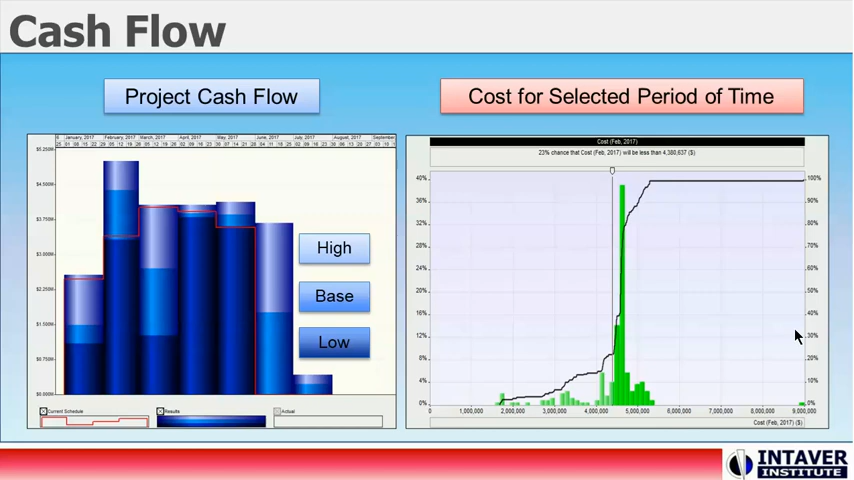 Cash Flow
Project Cash Flow
Cost for Selected Period of Time
January, 2017 February, 2017 March, 2017 April, 2017 May, 2017 June, 2017 July, 2017 August, 2017
$5.250M
$4.500M
$3.750M
$3.000M
$2.250M
$1.500M
$0.750M
$0.000M
High
Base
Low
Current Schedule
Results
Actual
Cost (Feb, 2017)
23% chance that Cost (Feb, 2017) will be less than 4,380,637 ($)
40% 100%
36% 90%
32% 80%
28% 70%
24% 60%
20% 50%
16% 40%
12% 30%
8% 20%
4% 10%
0% 0%
0 1,000,000 2,000,000 3,000,000 4,000,000 5,000,000 6,000,000 7,000,000 8,000,000 9,000,000
Cost (Feb, 2017) ($)
INTAVER
INSTITUTE